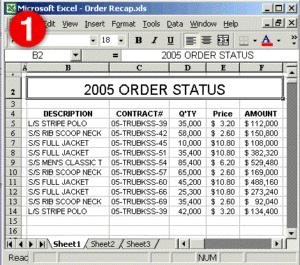 1
Microsoft Excel - Order Recap.xls
View Insert Format Tools Data Window Help
18 B I U
B2 = 2005 ORDER STATUS
A B C D E F
1
2 2005 ORDER STATUS
3
4 DESCRIPTION CONTRACT# Q'TY Price AMOUNT
5 L/S STRIPE POLO 05-TRUBKSS-39 35,000 $ 3.20 $ 112,000
6 S/S RIB SCOOP NECK 05-TRUBKSS-42 58,000 $ 2.60 $ 150,800
7 S/S FULL JACKET 05-TRUBKSS-45 10,000 $ 10.80 $ 108,000
8 S/S FULL JACKET 05-TRUBKSS-51 35,400 $ 10.80 $ 382,320
9 S/S MEN'S CLASSIC T 05-TRUBKSS-54 85,400 $ 6.20 $ 529,480
10 S/S RIB SCOOP NECK 05-TRUBKSS-57 65,000 $ 2.60 $ 169,000
11 S/S FULL JACKET 05-TRUBKSS-60 45,200 $ 10.80 $ 488,160
12 S/S FULL JACKET 05-TRUBKSS-66 25,300 $ 10.80 $ 273,240
13 S/S RIB SCOOP NECK 05-TRUBKSS-69 35,400 $ 2.60 $ 92,040
14 L/S STRIPE POLO 05-TRUBKSS-39 42,000 $ 3.20 $ 134,400
Sheet1 Sheet2 Sheet3
NUM